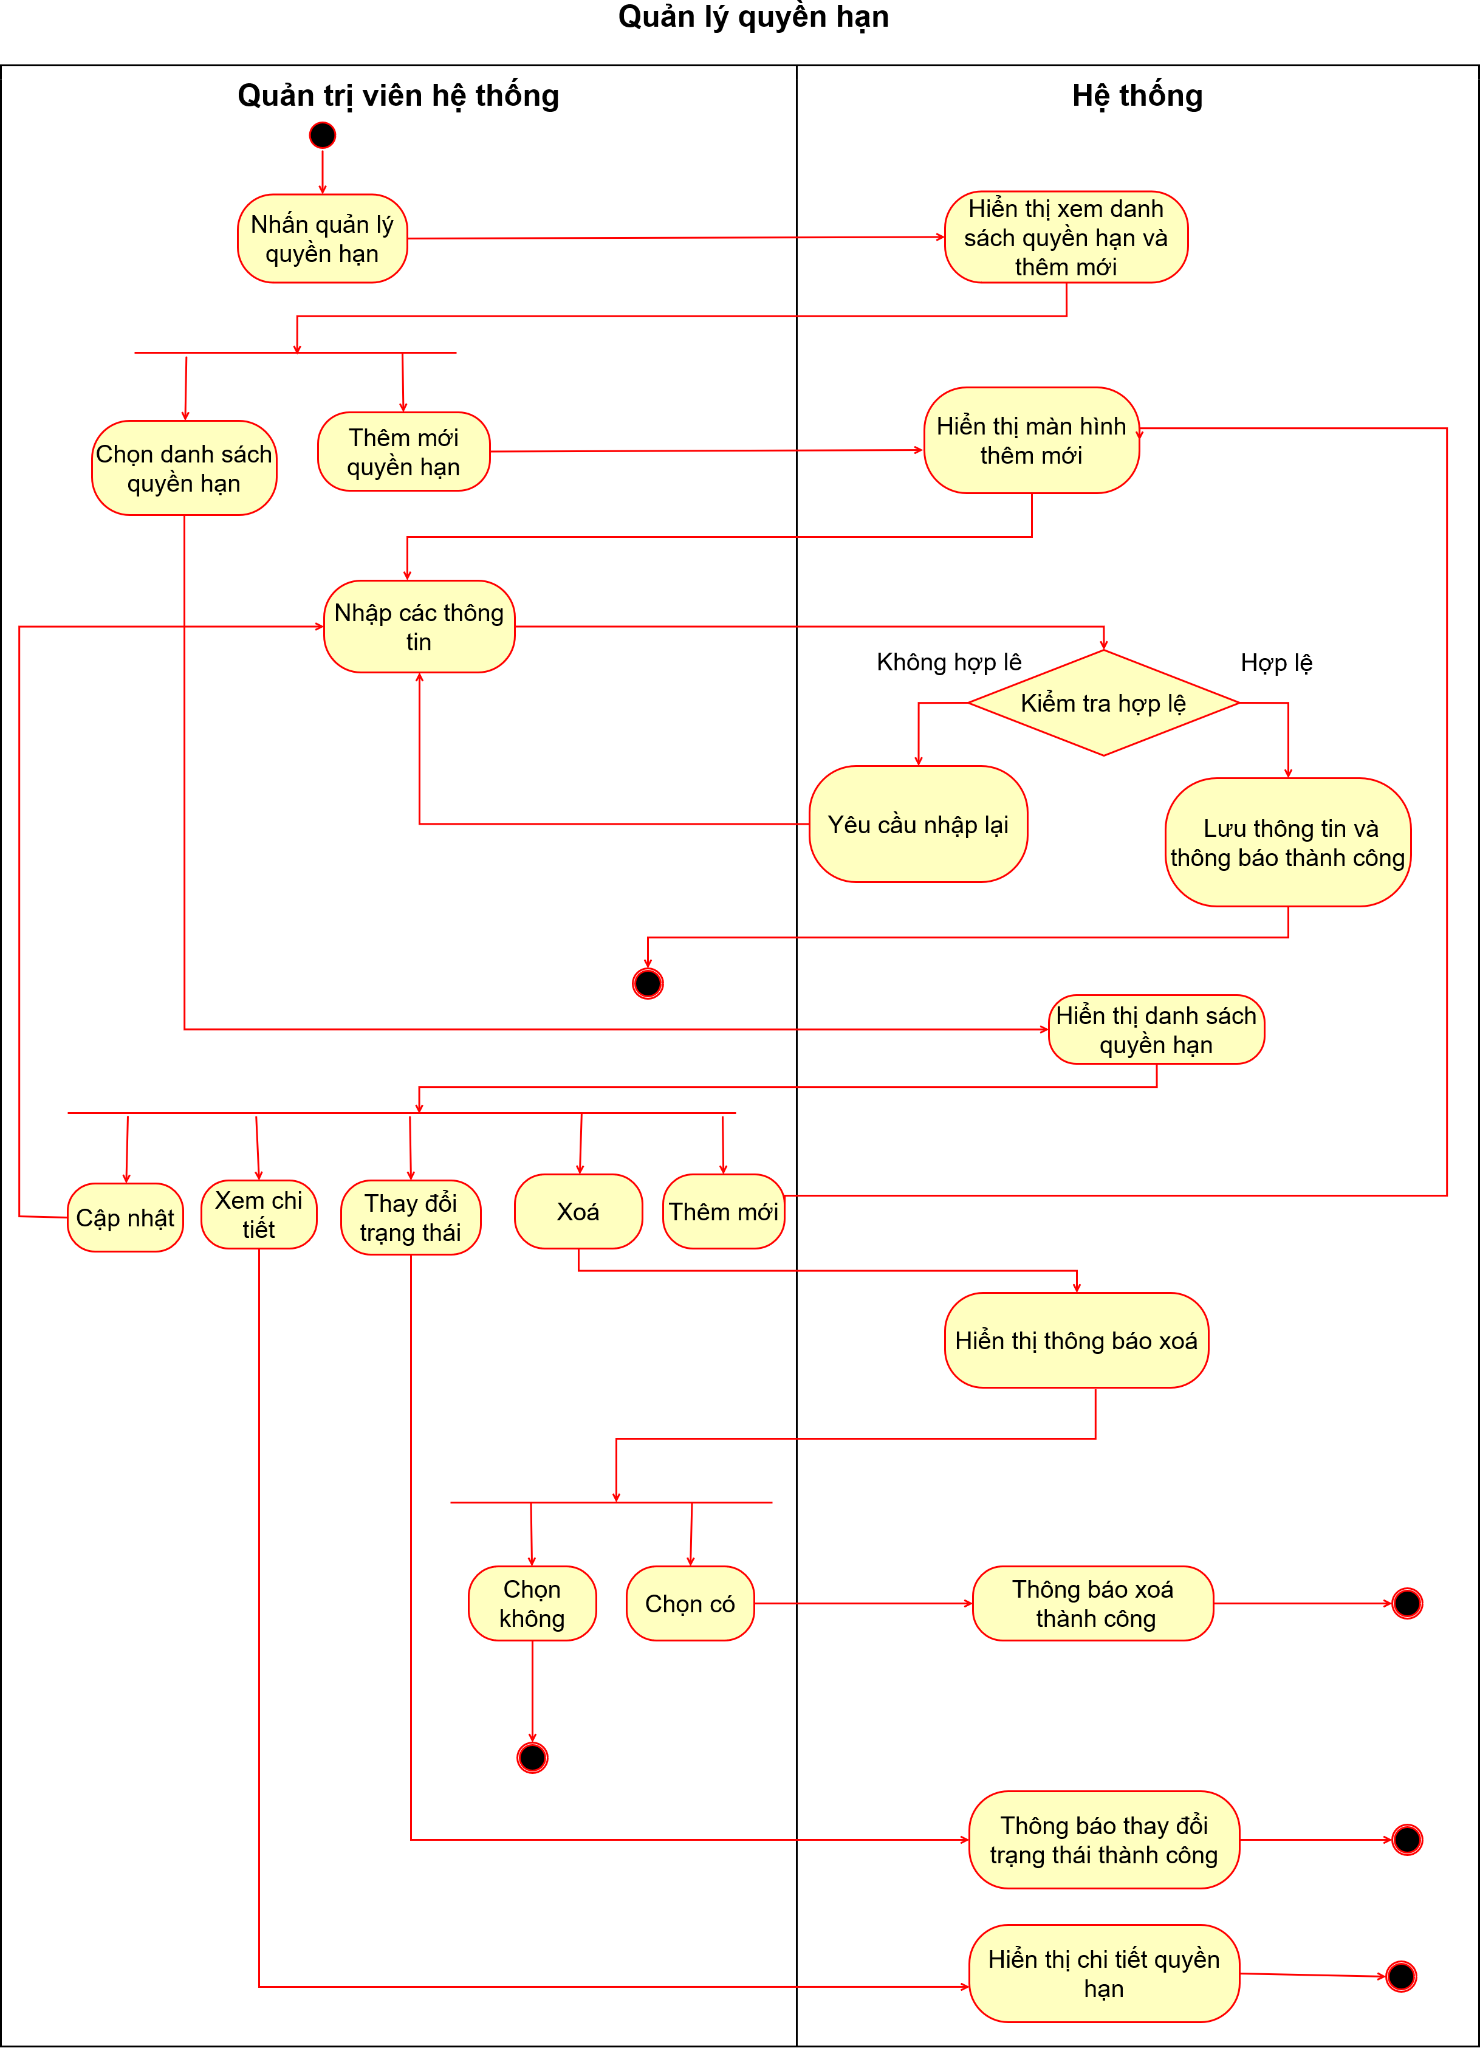 Quản lý quyền hạn
Quản trị viên hệ thống
Hệ thống
Nhấn quản lý
quyền hạn
Hiển thị xem danh
sách quyền hạn và
thêm mới
Chọn danh sách
quyền hạn
Thêm mới
quyền hạn
Hiển thị màn hình
thêm mới
Nhập các thông
tin
Không hợp lê
Hợp lệ
Kiểm tra hợp lệ
Yêu cầu nhập lại
Lưu thông tin và
thông báo thành công
Hiển thị danh sách
quyền hạn
Cập nhật
Xem chi
tiết
Thay đổi
trạng thái
Xoá
Thêm mới
Hiển thị thông báo xoá
Chọn
không
Chọn có
Thông báo xoá
thành công
Thông báo thay đổi
trạng thái thành công
Hiển thị chi tiết quyền
hạn